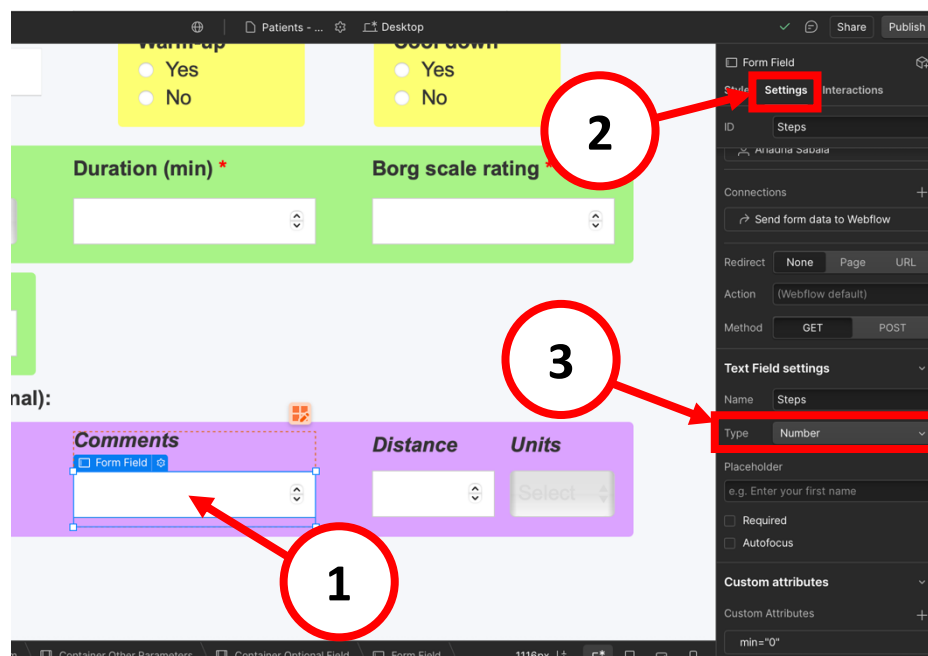 Patients - ...
Desktop
Share
Publish
Warm-up
Cool down
Yes
Yes
No
No
Form Field
Style
Settings
Interactions
2
ID
Steps
Ariadna Sabala
Duration (min) *
Borg scale rating *
Connections
Send form data to Webflow
Redirect
None
Page
URL
Action
(Webflow default)
Method
GET
POST
3
Text Field settings
Name
Steps
nal):
Type
Number
Comments
Distance
Units
Form Field
Select
Placeholder
e.g. Enter your first name
Required
Autofocus
1
Custom attributes
Custom Attributes
min="0"
Container Other Parameters
Container Optional Field
Form Field
1116px